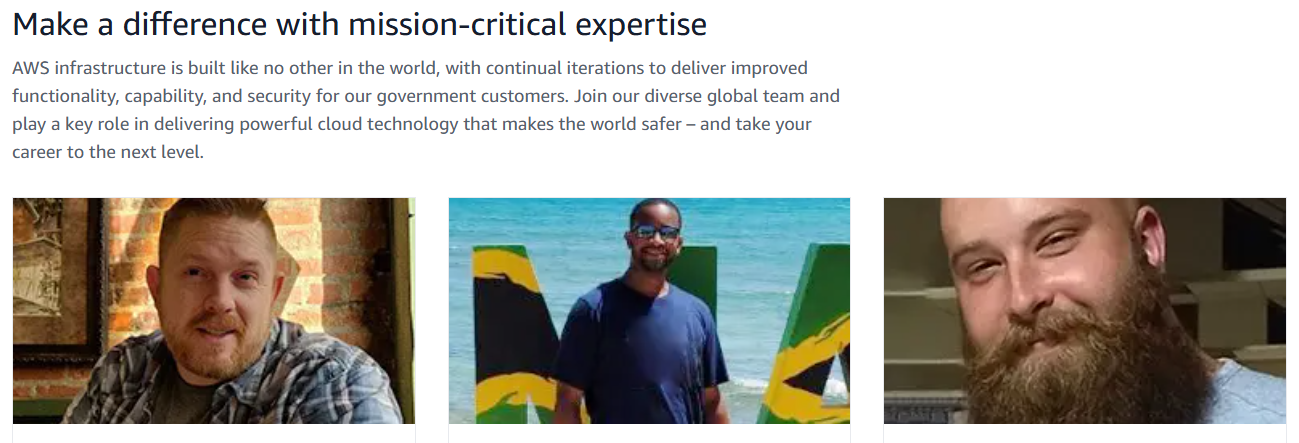 Make a difference with mission-critical expertise
AWS infrastructure is built like no other in the world, with continual iterations to deliver improved
functionality, capability, and security for our government customers. Join our diverse global team and
play a key role in delivering powerful cloud technology that makes the world safer – and take your
career to the next level.